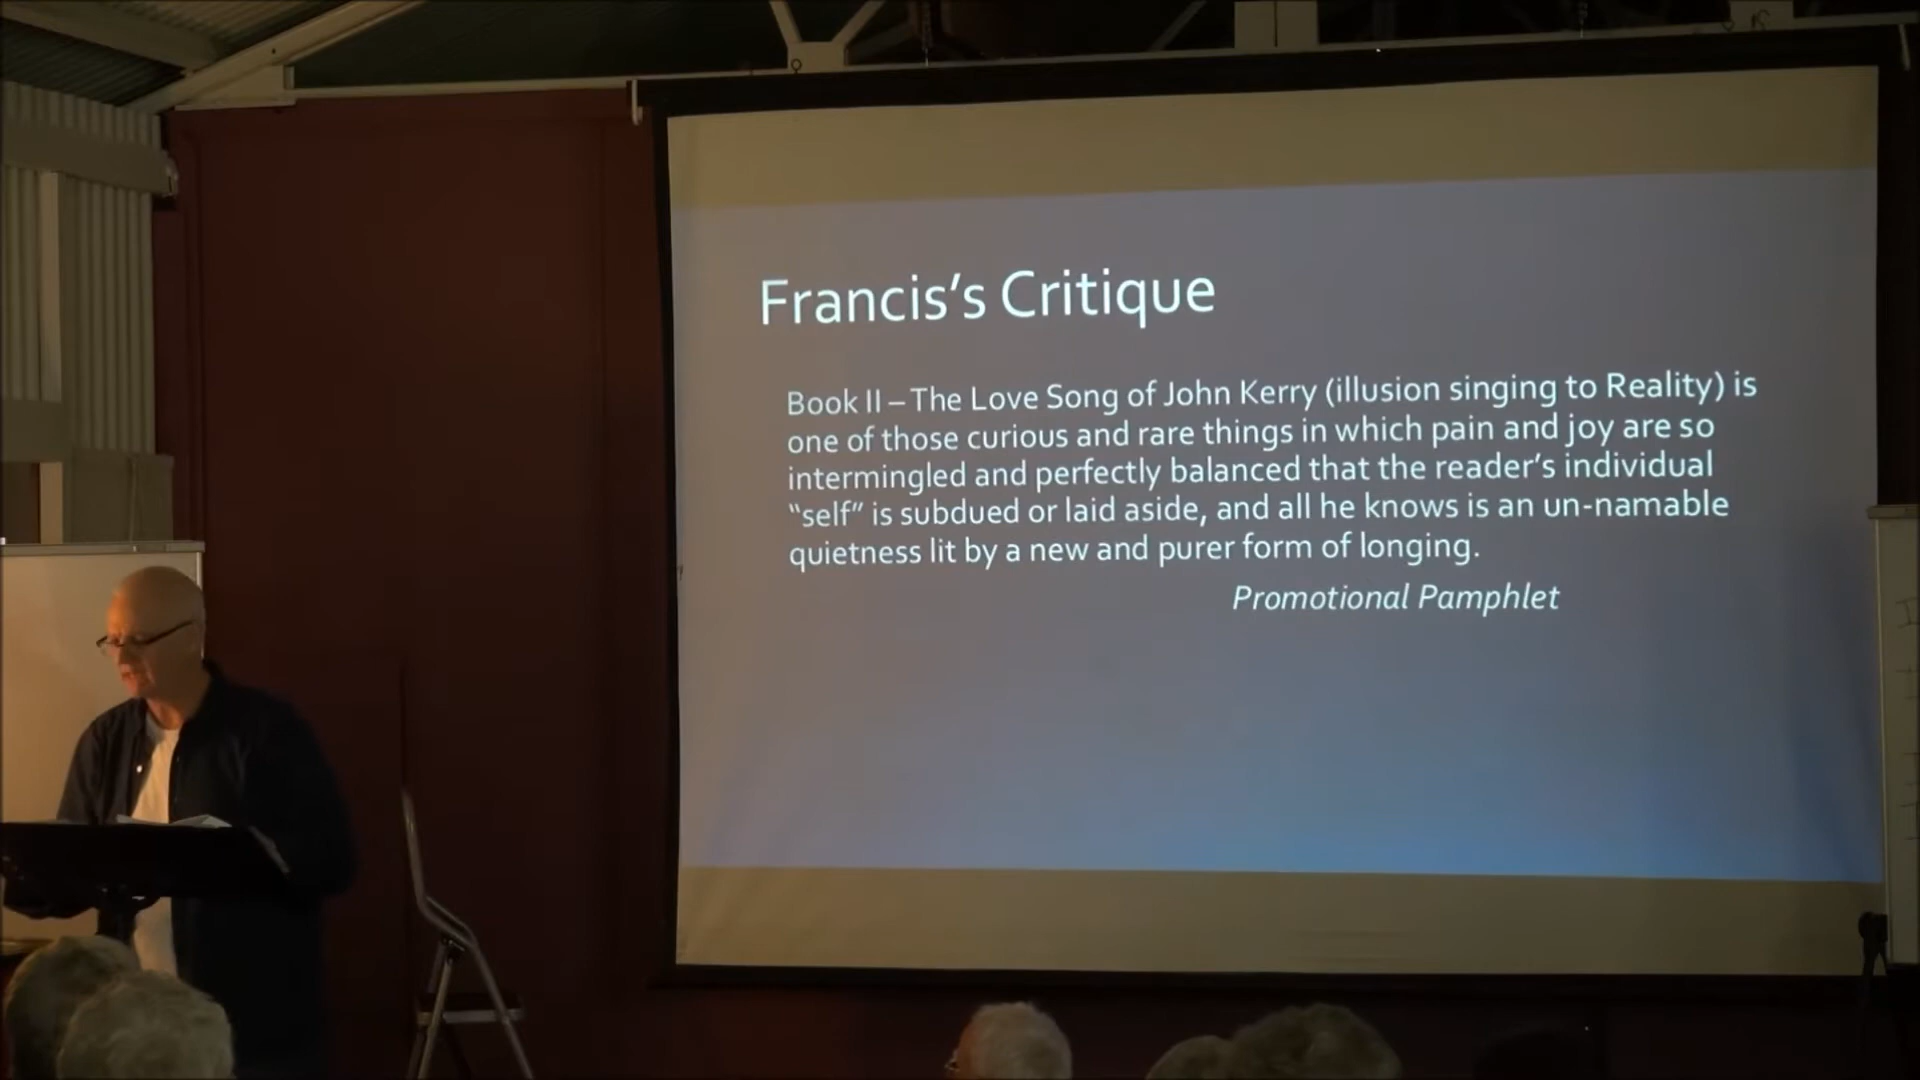 Francis's Critique
Book II – The Love Song of John Kerry (illusion singing to Reality) is
one of those curious and rare things in which pain and joy are so
intermingled and perfectly balanced that the reader's individual
“self” is subdued or laid aside, and all he knows is an un-namable
quietness lit by a new and purer form of longing.
Promotional Pamphlet